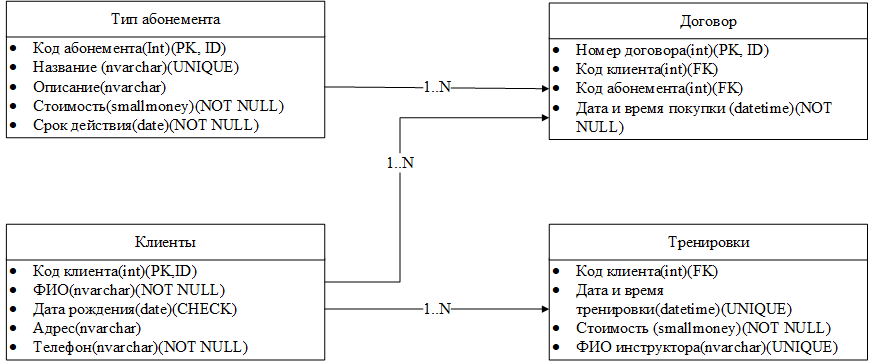 Тип абонемента
Код абонемента(Int)(PK, ID)
Название (nvarchar)(UNIQUE)
Описание(nvarchar)
Стоимость(smallmoney)(NOT NULL)
Срок действия(date)(NOT NULL)
Договор
Номер договора(int)(PK, ID)
Код клиента(int)(FK)
Код абонемента(int)(FK)
Дата и время покупки (datetime)(NOT
NULL)
1..N
1..N
Клиенты
Код клиента(int)(PK,ID)
ФИО(nvarchar)(NOT NULL)
Дата рождения(date)(CHECK)
Адрес(nvarchar)
Телефон(nvarchar)(NOT NULL)
1..N
Тренировки
Код клиента(int)(FK)
Дата и время
тренировки(datetime)(UNIQUE)
Стоимость (smallmoney)(NOT NULL)
ФИО инструктора(nvarchar)(UNIQUE)